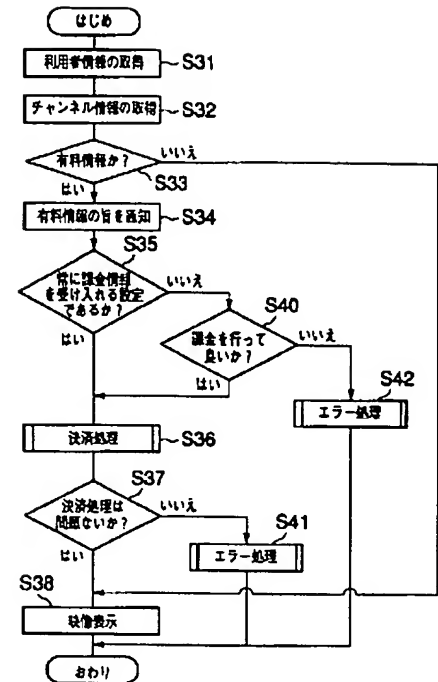 はじめ
利用者情報の取得
S31
チャンネル情報の取得
S32
有料情報か?
いいえ
S33
はい
有料情報の旨を通知
S34
S35
常に課金情報
を受け入れる設定
であるか?
いいえ
はい
S40
課金を行って
良いか?
いいえ
はい
S42
エラー処理
決済処理
S36
S37
決済処理は
問題ないか?
いいえ
はい
S41
エラー処理
S38
映像表示
おわり